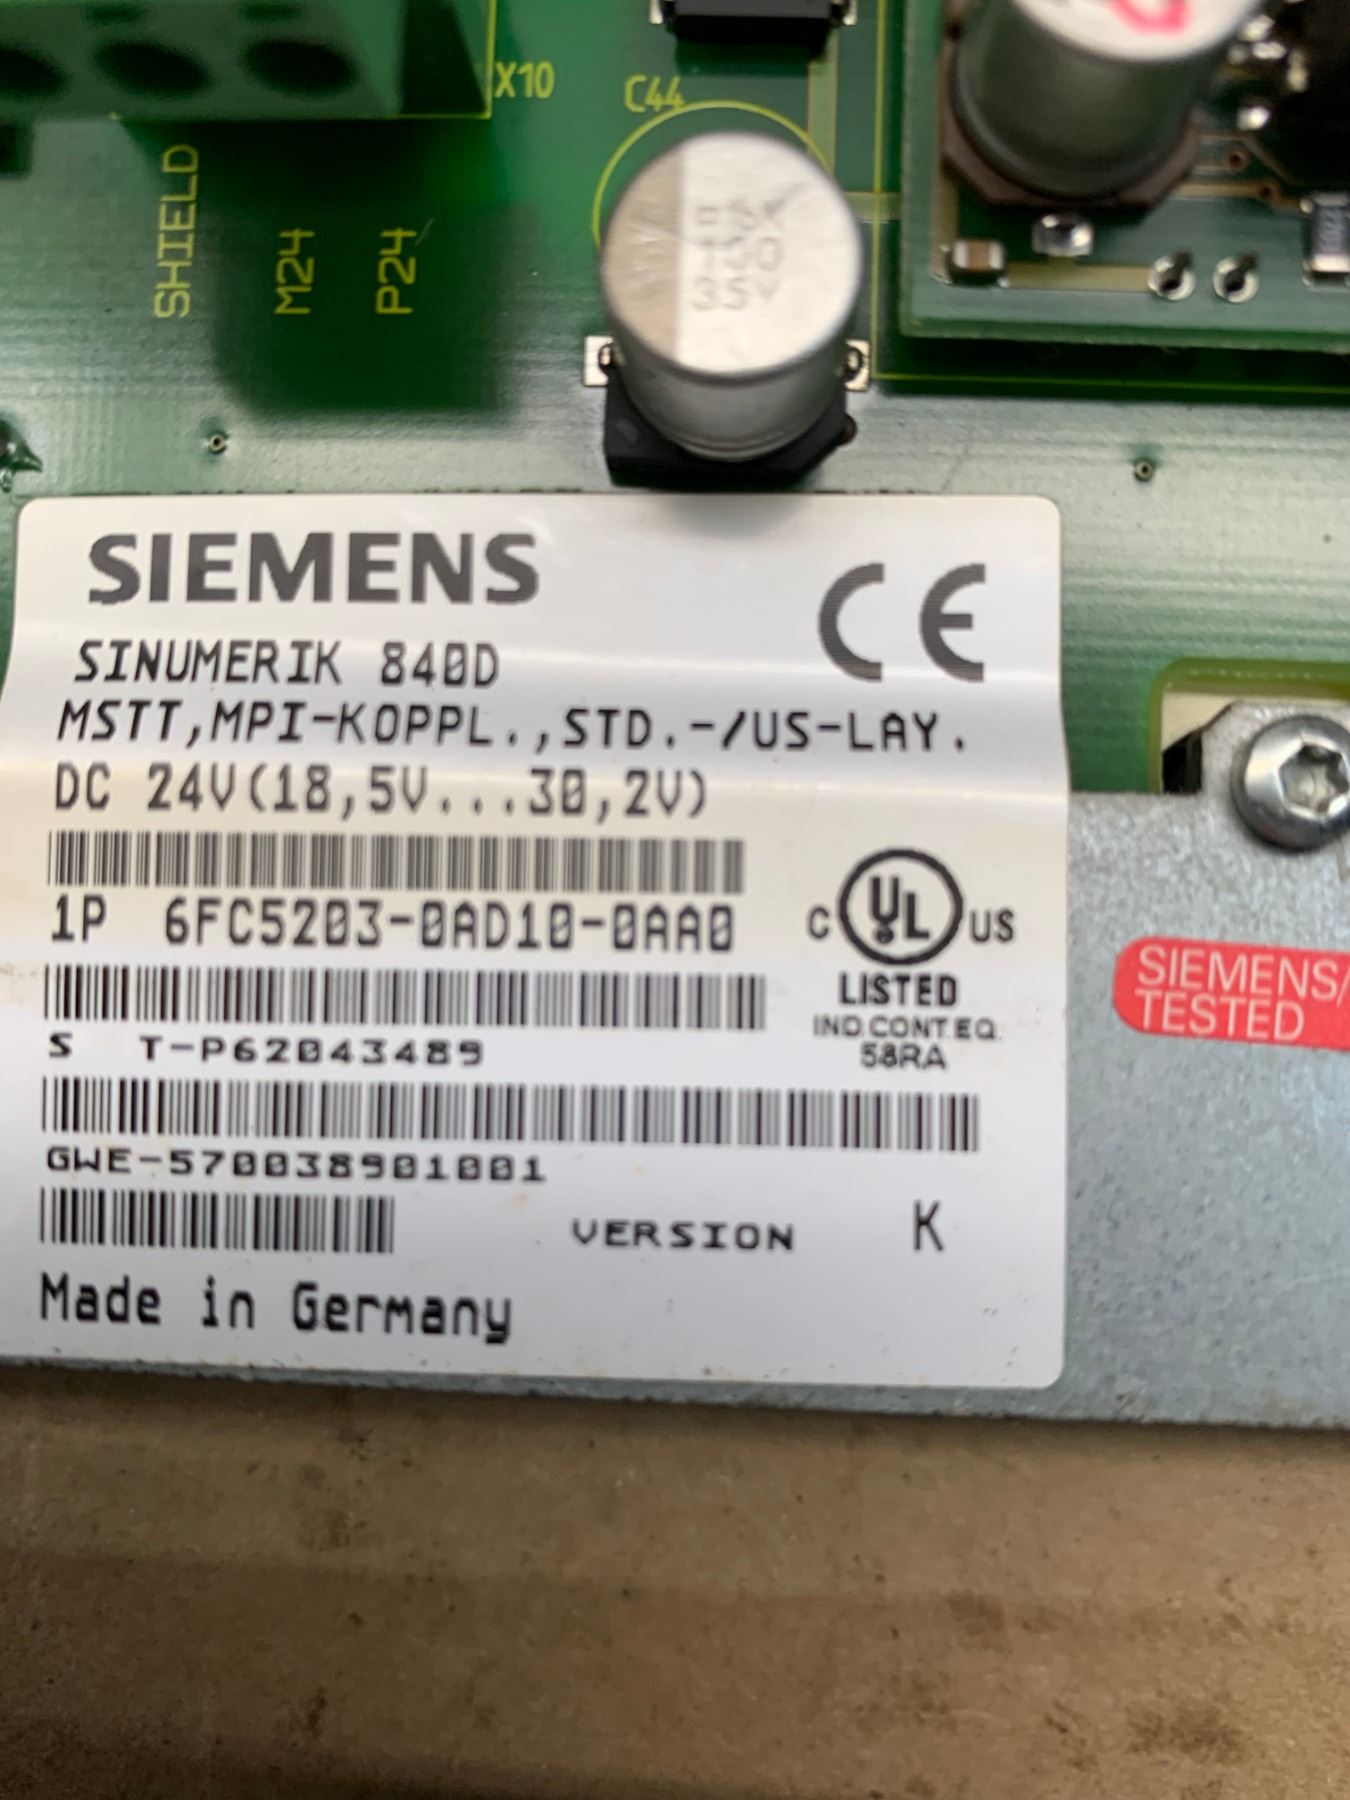 X10
C44
SHIELD
M24
P24
SIEMENS
CE
SINUMERIK 840D
MSTT,MPI-KOPPL.,STD.-/US-LAY.
DC 24V(18,5V...30,2V)
1P 6FC5203-0AD10-0AA0
C UL US
LISTED
IND.CONT.EQ.
58RA
SIEMENS/
TESTED
S T-P62043489
GWE-570038901001
VERSION K
Made in Germany